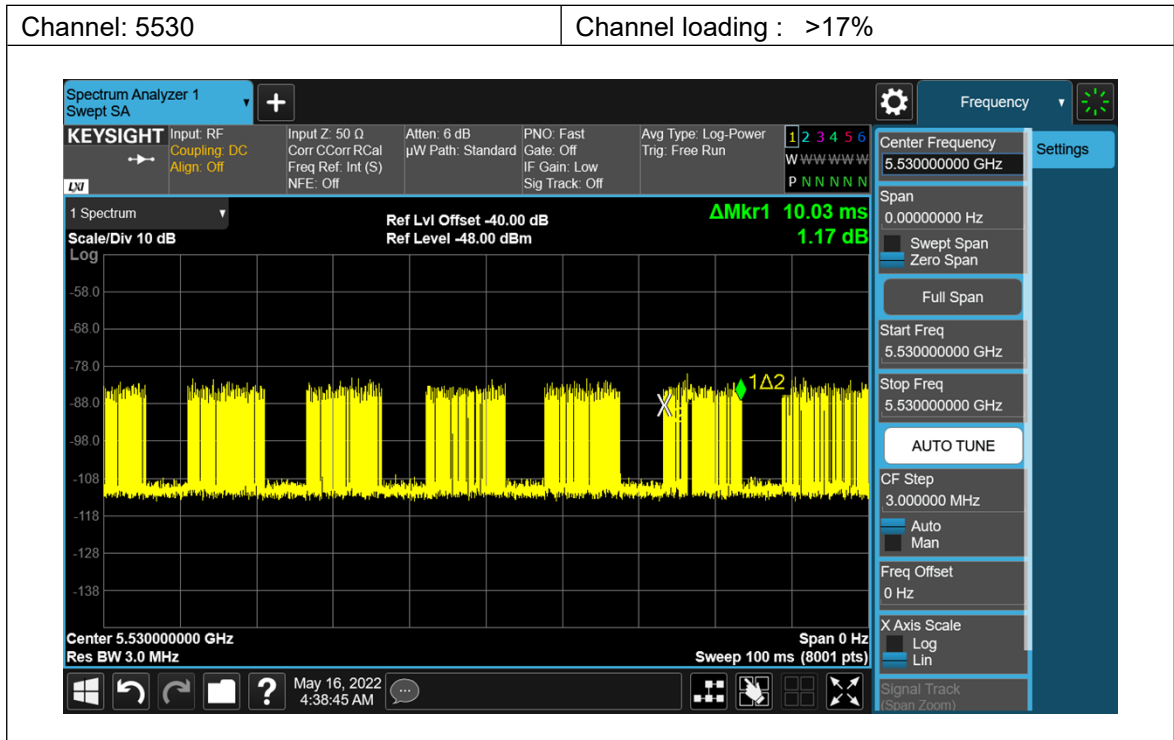 Channel: 5530
Channel loading : >17%
Spectrum Analyzer 1
Swept SA
Frequency
KEYSIGHT
LXI
Input: RF
Coupling: DC
Align: Off
Input Z: 50 Ω
Corr CCorr RCal
Freq Ref: Int (S)
NFE: Off
Atten: 6 dB
µW Path: Standard
PNO: Fast
Gate: Off
IF Gain: Low
Sig Track: Off
Avg Type: Log-Power
Trig: Free Run
1 2 3 4 5 6
W W W W W W
P N N N N N
1 Spectrum
Scale/Div 10 dB
Log
Ref Lvl Offset -40.00 dB
Ref Level -48.00 dBm
ΔMkr1 10.03 ms
1.17 dB
-58.0
-68.0
-78.0
-88.0
-98.0
-108
-118
-128
-138
1Δ2
X
Center 5.530000000 GHz
Res BW 3.0 MHz
Span 0 Hz
Sweep 100 ms (8001 pts)
May 16, 2022
4:38:45 AM
Center Frequency
5.530000000 GHz
Settings
Span
0.00000000 Hz
Swept Span
Zero Span
Full Span
Start Freq
5.530000000 GHz
Stop Freq
5.530000000 GHz
AUTO TUNE
CF Step
3.000000 MHz
Auto
Man
Freq Offset
0 Hz
X Axis Scale
Log
Lin
Signal Track
(Span Zoom)